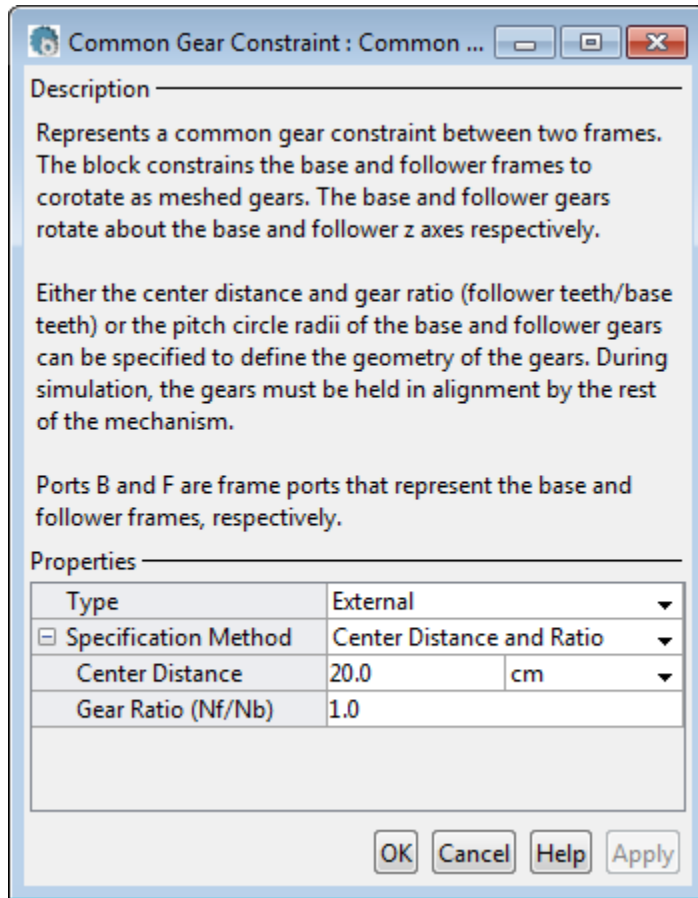 Common Gear Constraint : Common ...
Description
Represents a common gear constraint between two frames.
The block constrains the base and follower frames to
corotate as meshed gears. The base and follower gears
rotate about the base and follower z axes respectively.
Either the center distance and gear ratio (follower teeth/base
teeth) or the pitch circle radii of the base and follower gears
can be specified to define the geometry of the gears. During
simulation, the gears must be held in alignment by the rest
of the mechanism.
Ports B and F are frame ports that represent the base and
follower frames, respectively.
Properties
Type External
Specification Method Center Distance and Ratio
Center Distance 20.0 cm
Gear Ratio (Nf/Nb) 1.0
OK Cancel Help Apply